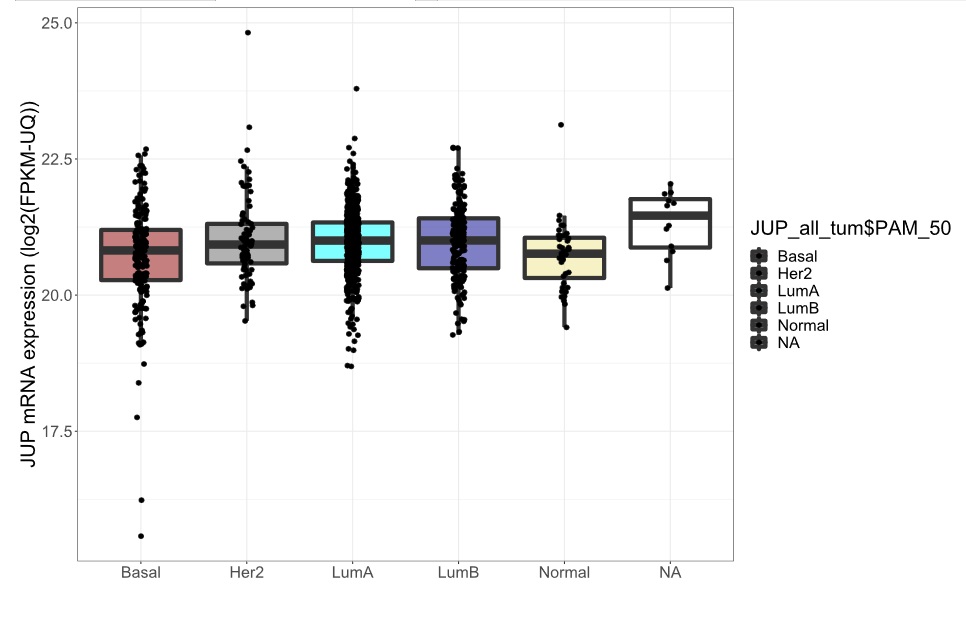 JUP mRNA expression (log2(FPKM-UQ))
25.0
22.5
20.0
17.5
Basal
Her2
LumA
LumB
Normal
NA
JUP_all_tum$PAM_50
Basal
Her2
LumA
LumB
Normal
NA